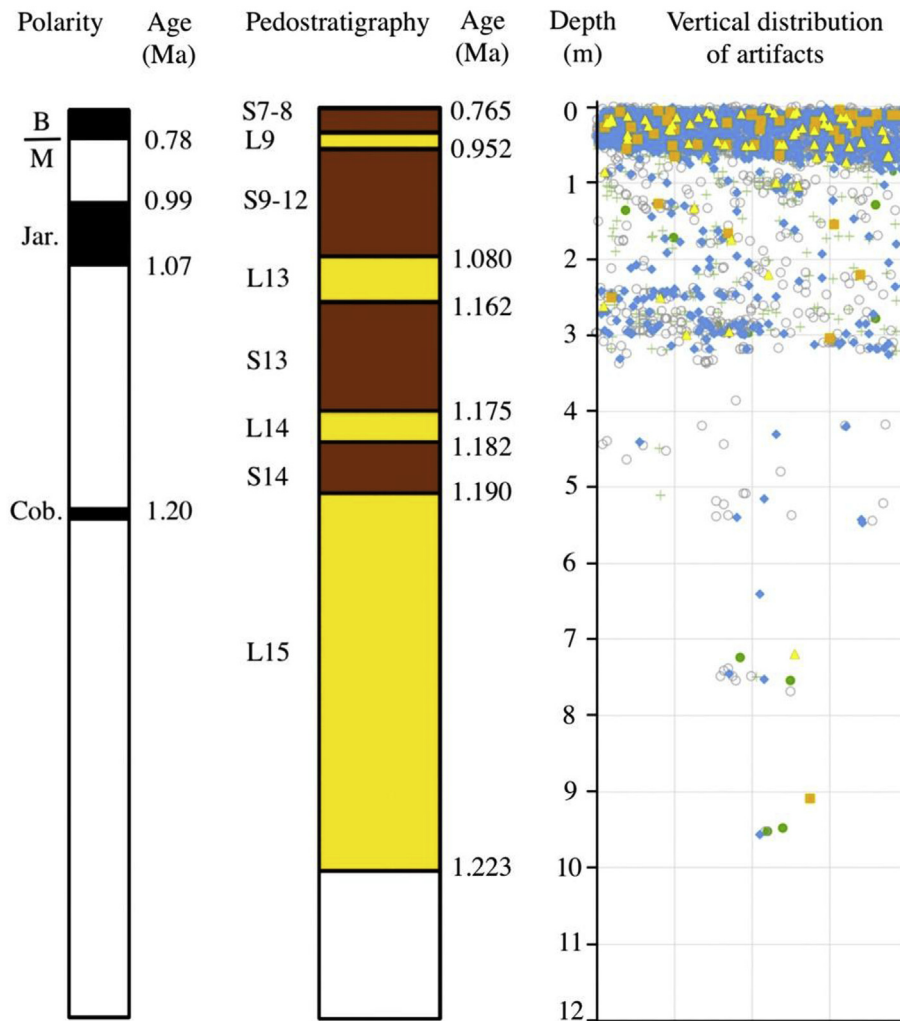 Polarity
Age
(Ma)
Pedostratigraphy
Age
(Ma)
Depth
(m)
Vertical distribution
of artifacts
B
M
0.78
0.99
Jar.
1.07
Cob.
1.20
S7-8
L9
S9-12
L13
S13
L14
S14
L15
0.765
0.952
1.080
1.162
1.175
1.182
1.190
1.223
0
1
2
3
4
5
6
7
8
9
10
11
12